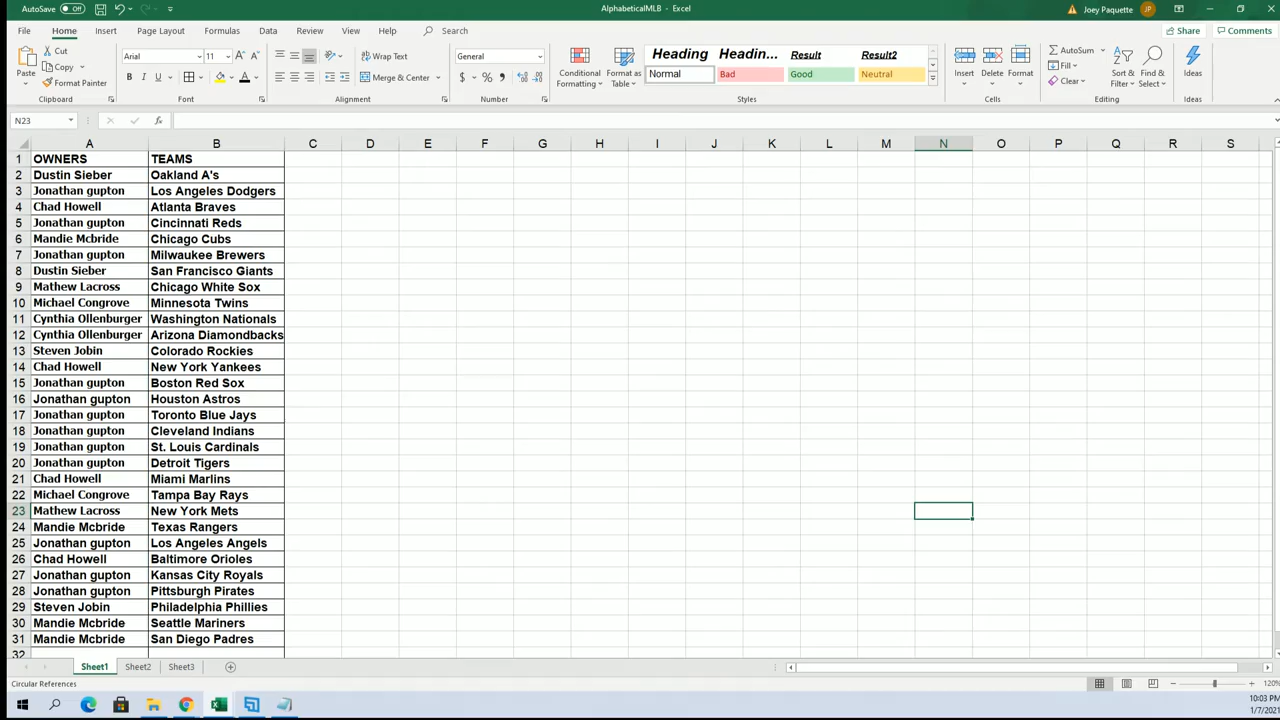 AutoSave Off AlphabeticalMLB - Excel Joey Paquette JP
File Home Insert Page Layout Formulas Data Review View Help Search Share Comments
Paste Cut Copy Format Painter
Arial 11 Wrap Text General Heading Headin... Result Result2 AutoSum
B I U Merge & Center $ % Normal Bad Good Neutral Fill Clear
Conditional Formatting Format as Table Insert Delete Format Sort & Filter Find & Select Ideas
Clipboard Font Alignment Number Styles Cells Editing Ideas
N23 fx
A B C D E F G H I J K L M N O P Q R S
1 OWNERS TEAMS
2 Dustin Sieber Oakland A's
3 Jonathan gupton Los Angeles Dodgers
4 Chad Howell Atlanta Braves
5 Jonathan gupton Cincinnati Reds
6 Mandie Mcbride Chicago Cubs
7 Jonathan gupton Milwaukee Brewers
8 Dustin Sieber San Francisco Giants
9 Mathew Lacross Chicago White Sox
10 Michael Congrove Minnesota Twins
11 Cynthia Ollenburger Washington Nationals
12 Cynthia Ollenburger Arizona Diamondbacks
13 Steven Jobin Colorado Rockies
14 Chad Howell New York Yankees
15 Jonathan gupton Boston Red Sox
16 Jonathan gupton Houston Astros
17 Jonathan gupton Toronto Blue Jays
18 Jonathan gupton Cleveland Indians
19 Jonathan gupton St. Louis Cardinals
20 Jonathan gupton Detroit Tigers
21 Chad Howell Miami Marlins
22 Michael Congrove Tampa Bay Rays
23 Mathew Lacross New York Mets
24 Mandie Mcbride Texas Rangers
25 Jonathan gupton Los Angeles Angels
26 Chad Howell Baltimore Orioles
27 Jonathan gupton Kansas City Royals
28 Jonathan gupton Pittsburgh Pirates
29 Steven Jobin Philadelphia Phillies
30 Mandie Mcbride Seattle Mariners
31 Mandie Mcbride San Diego Padres
32
Sheet1 Sheet2 Sheet3
Circular References 120%
10:03 PM